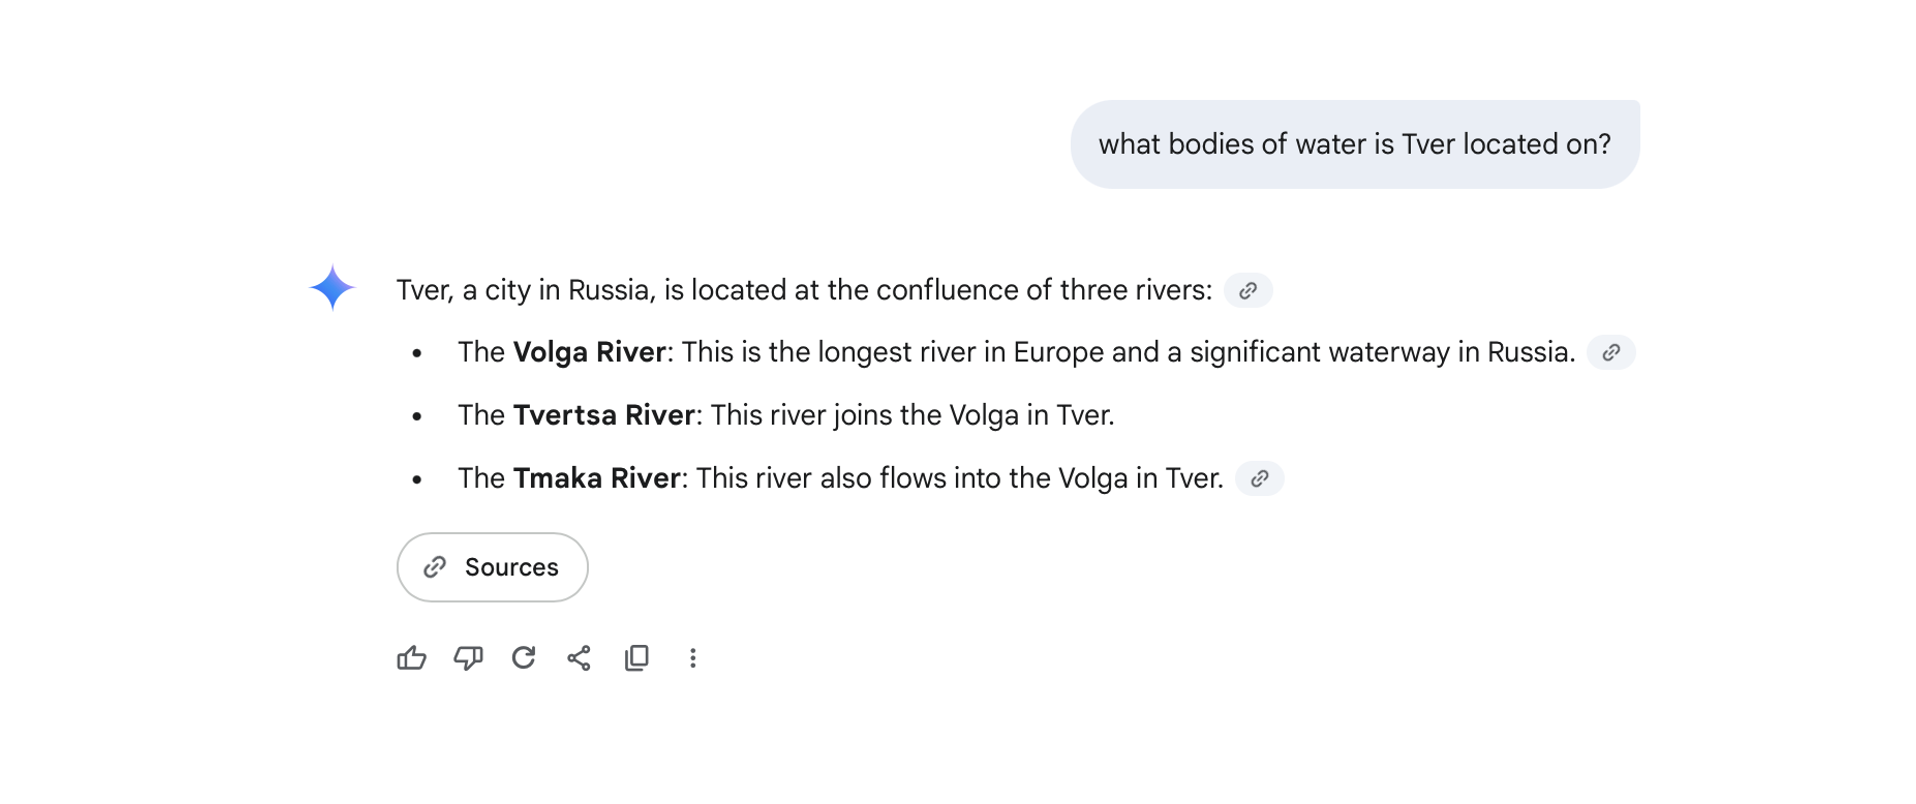 what bodies of water is Tver located on?
Tver, a city in Russia, is located at the confluence of three rivers:
• The Volga River: This is the longest river in Europe and a significant waterway in Russia.
• The Tvertsa River: This river joins the Volga in Tver.
• The Tmaka River: This river also flows into the Volga in Tver.
Sources